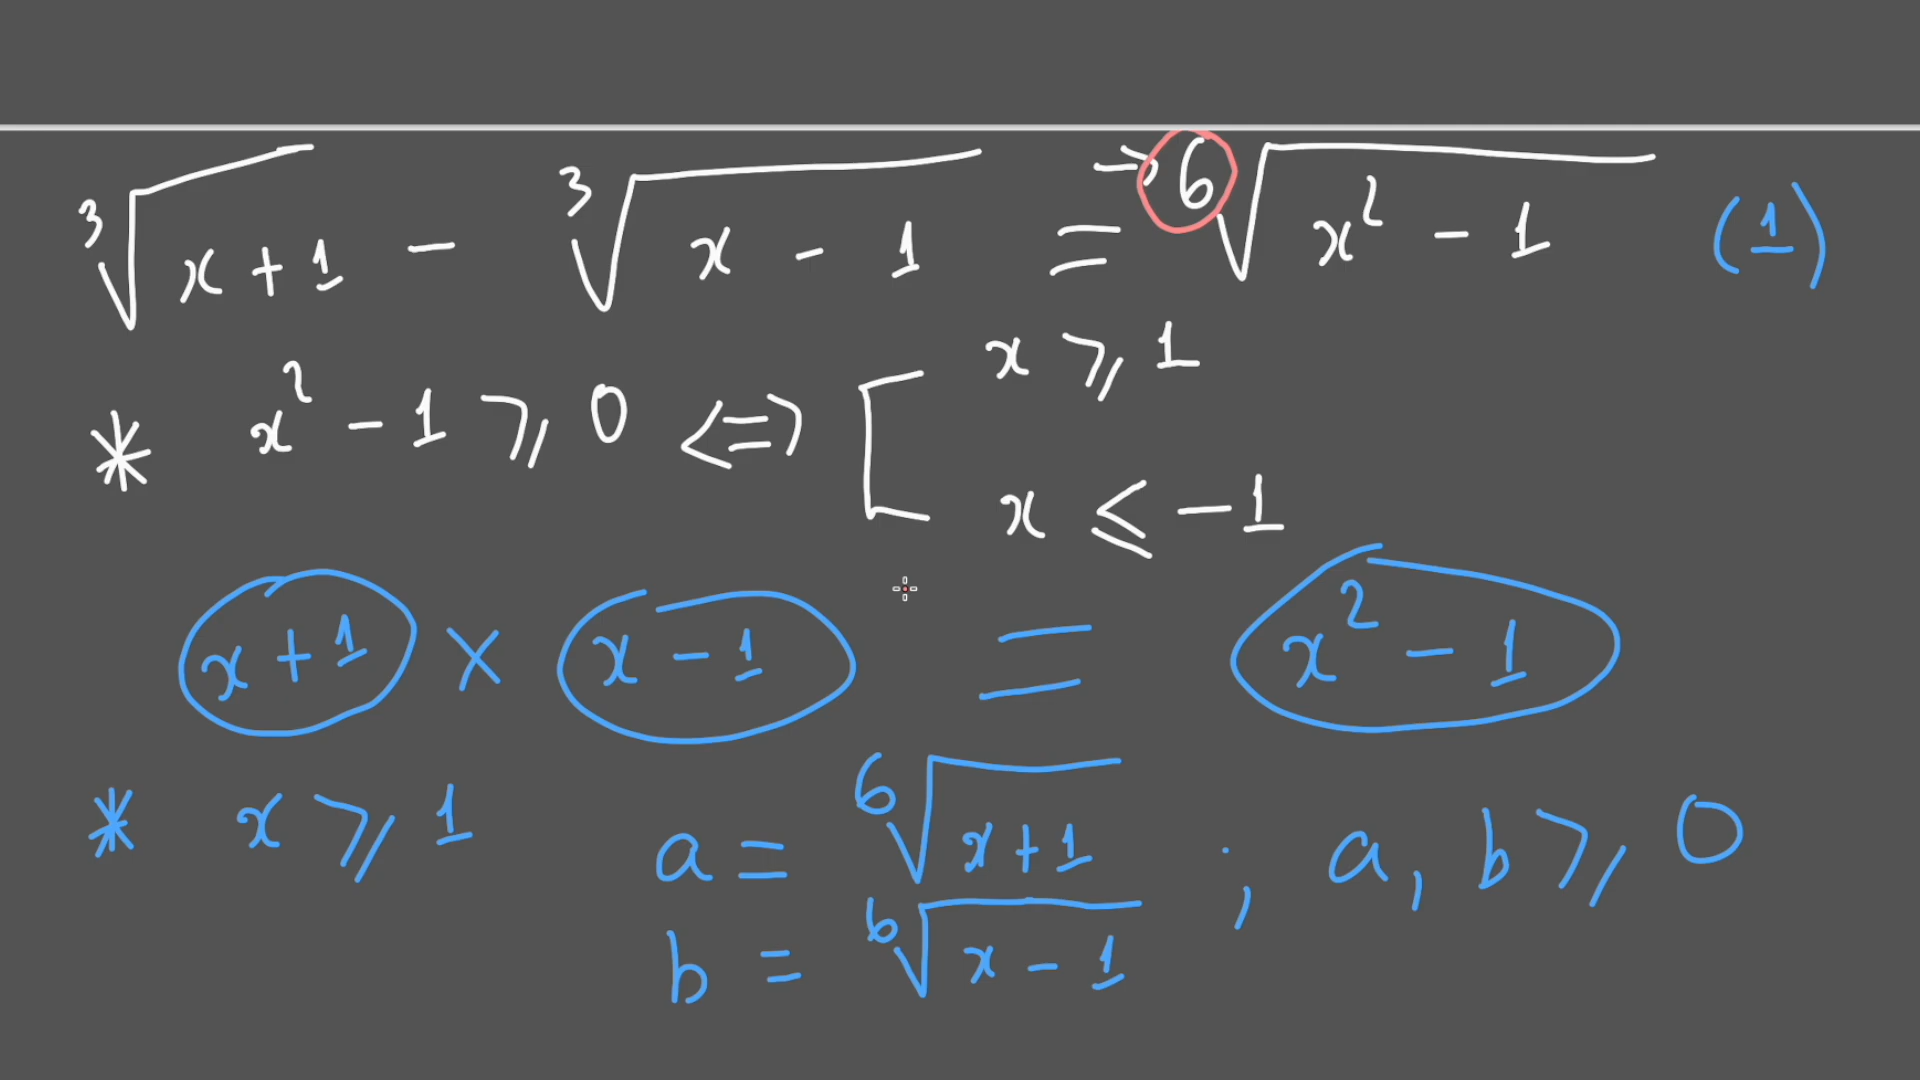 ∛(x+1) − ∛(x − 1) = ⁶√(x² − 1) (1)
* x² − 1 ⩾ 0 <=> [ x ⩾ 1
x ≤ −1
x + 1 × x − 1 = x² − 1
* x ⩾ 1 a = ⁶√(x+1) ; a, b ⩾ 0
b = ⁶√(x − 1)